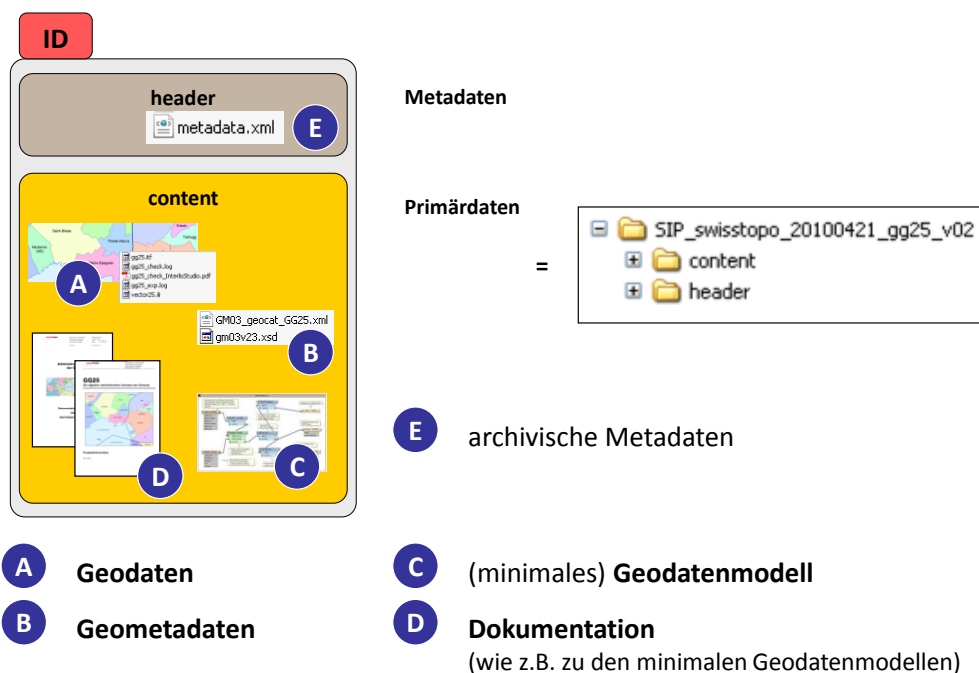 ID
header
metadata.xml
E
Metadaten
content
Primärdaten
A
gg25.itf
gg25_check.log
gg25_check_InterlisStudio.pdf
gg25_exp.log
vector25.ili
GM03_geocat_GG25.xml
gm03v23.xsd
B
GG25
D
C
=
SIP_swisstopo_20100421_gg25_v02
content
header
E archivische Metadaten
A Geodaten
C (minimales) Geodatenmodell
B Geometadaten
D Dokumentation
(wie z.B. zu den minimalen Geodatenmodellen)